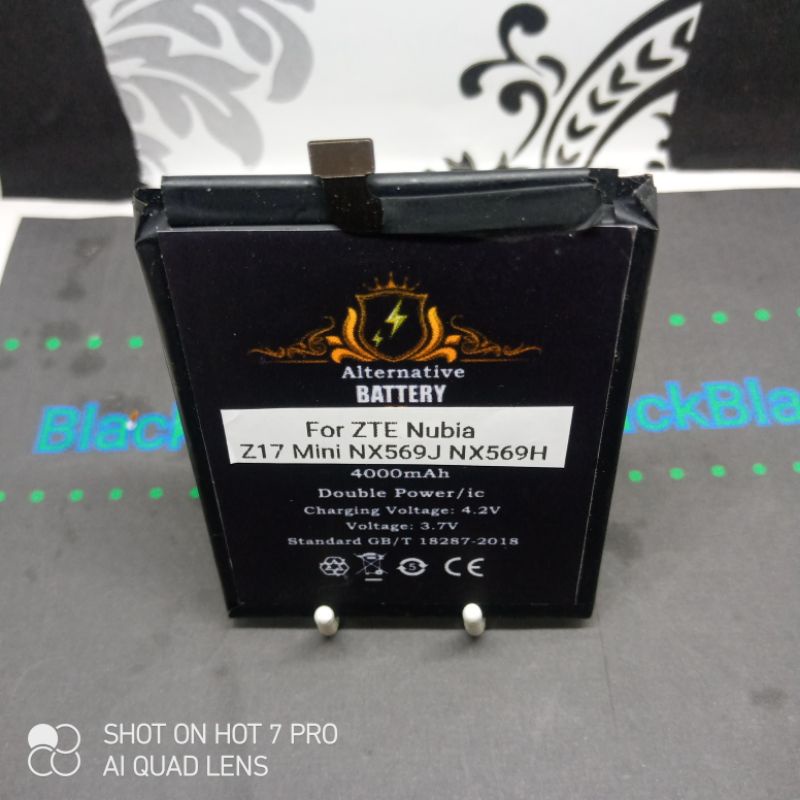 Alternative
BATTERY
For ZTE Nubia
Z17 Mini NX569J NX569H
4000mAh
Double Power/ic
Charging Voltage: 4.2V
Voltage: 3.7V
Standard GB/T 18287-2018
5
CE
SHOT ON HOT 7 PRO
AI QUAD LENS